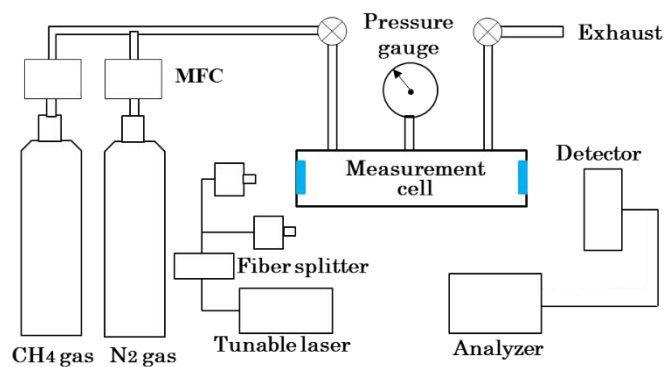 Pressure
gauge
Exhaust
MFC
Measurement
cell
Detector
Fiber splitter
Tunable laser
Analyzer
CH4 gas
N2 gas